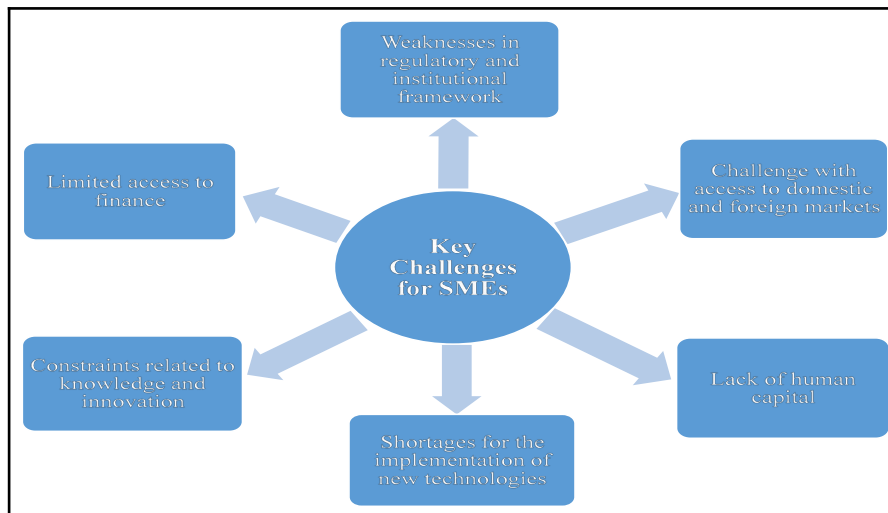 Weaknesses in
regulatory and
institutional
framework
Limited access to
finance
Challenge with
access to domestic
and foreign markets
Key
Challenges
for SMEs
Constraints related to
knowledge and
innovation
Lack of human
capital
Shortages for the
implementation of
new technologies